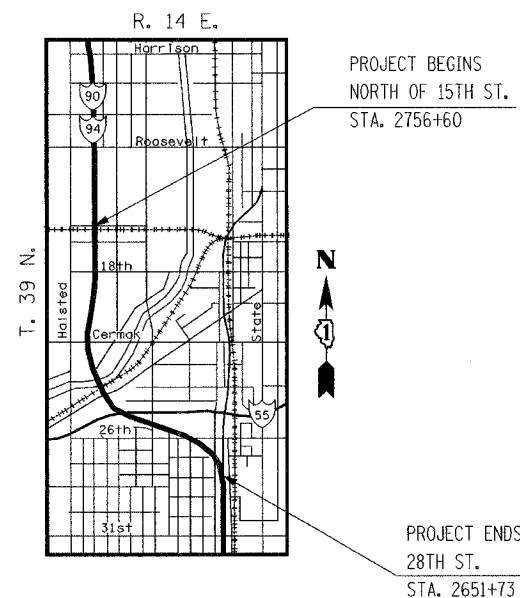 R. 14 E.
Harrison
PROJECT BEGINS
NORTH OF 15TH ST.
STA. 2756+60
90
94
Roosevelt
T. 39 N.
18th
N
Halsted
State
Cermak
1
55
26th
31st
PROJECT ENDS
28TH ST.
STA. 2651+73